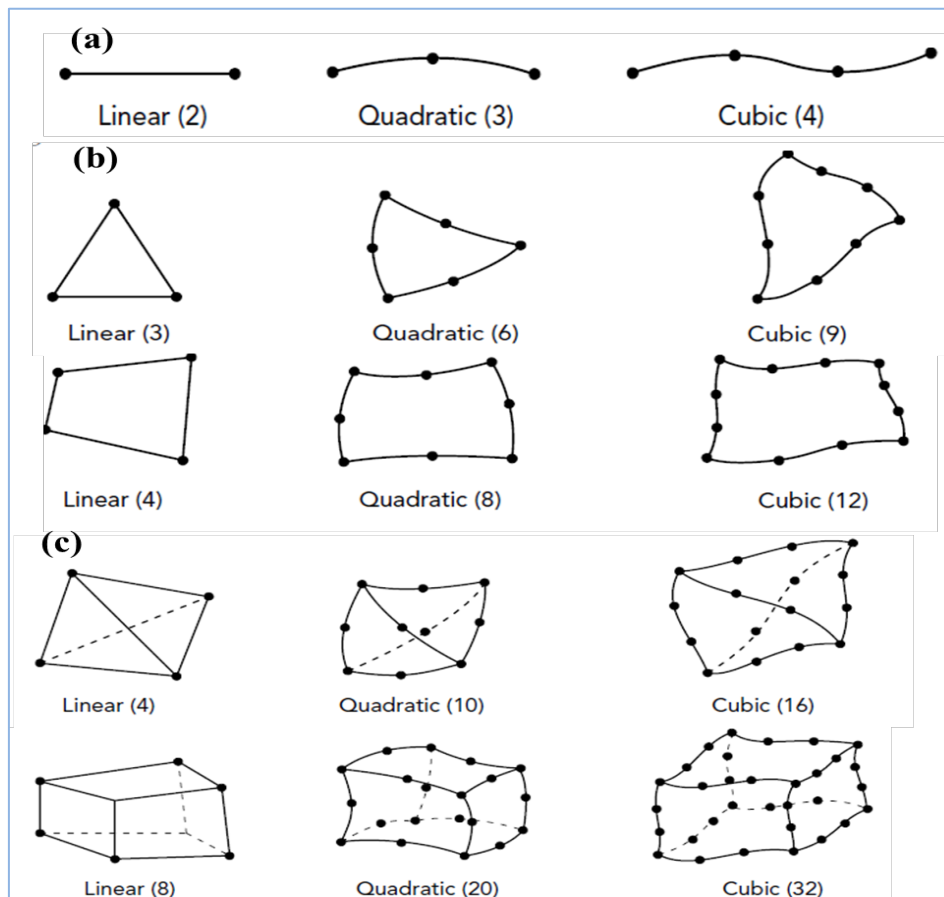 (a)
Linear (2) Quadratic (3) Cubic (4)
(b)
Linear (3) Quadratic (6) Cubic (9)
Linear (4) Quadratic (8) Cubic (12)
(c)
Linear (4) Quadratic (10) Cubic (16)
Linear (8) Quadratic (20) Cubic (32)